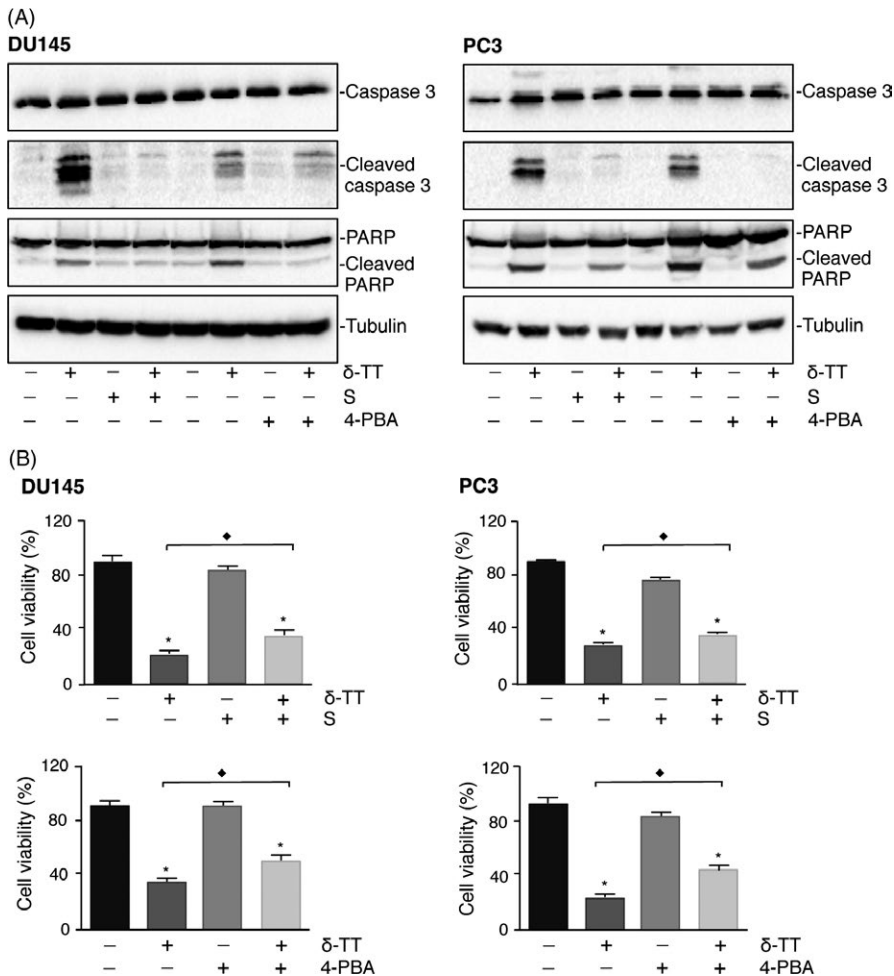 (A)
DU145
-Caspase 3
-Cleaved
caspase 3
-PARP
-Cleaved
PARP
-Tubulin
– + – + – + – + δ-TT
– – + + – – – – S
– – – – – – + + 4-PBA
PC3
-Caspase 3
-Cleaved
caspase 3
-PARP
-Cleaved
PARP
-Tubulin
– + – + – + – + δ-TT
– – + + – – – – S
– – – – – – + + 4-PBA
(B)
DU145
Cell viability (%)
120
80
40
0
◆
* *
– + – + δ-TT
– – + + S
PC3
Cell viability (%)
120
80
40
0
◆
* *
– + – + δ-TT
– – + + S
Cell viability (%)
120
80
40
0
◆
* *
– + – + δ-TT
– – + + 4-PBA
Cell viability (%)
120
80
40
0
◆
* *
– + – + δ-TT
– – + + 4-PBA